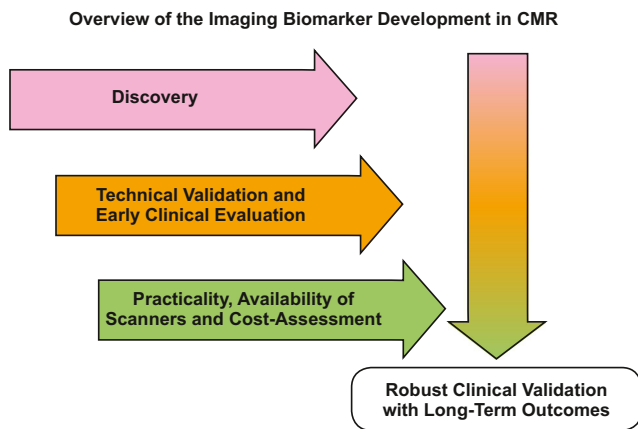 Overview of the Imaging Biomarker Development in CMR
Discovery
Technical Validation and
Early Clinical Evaluation
Practicality, Availability of
Scanners and Cost-Assessment
Robust Clinical Validation
with Long-Term Outcomes